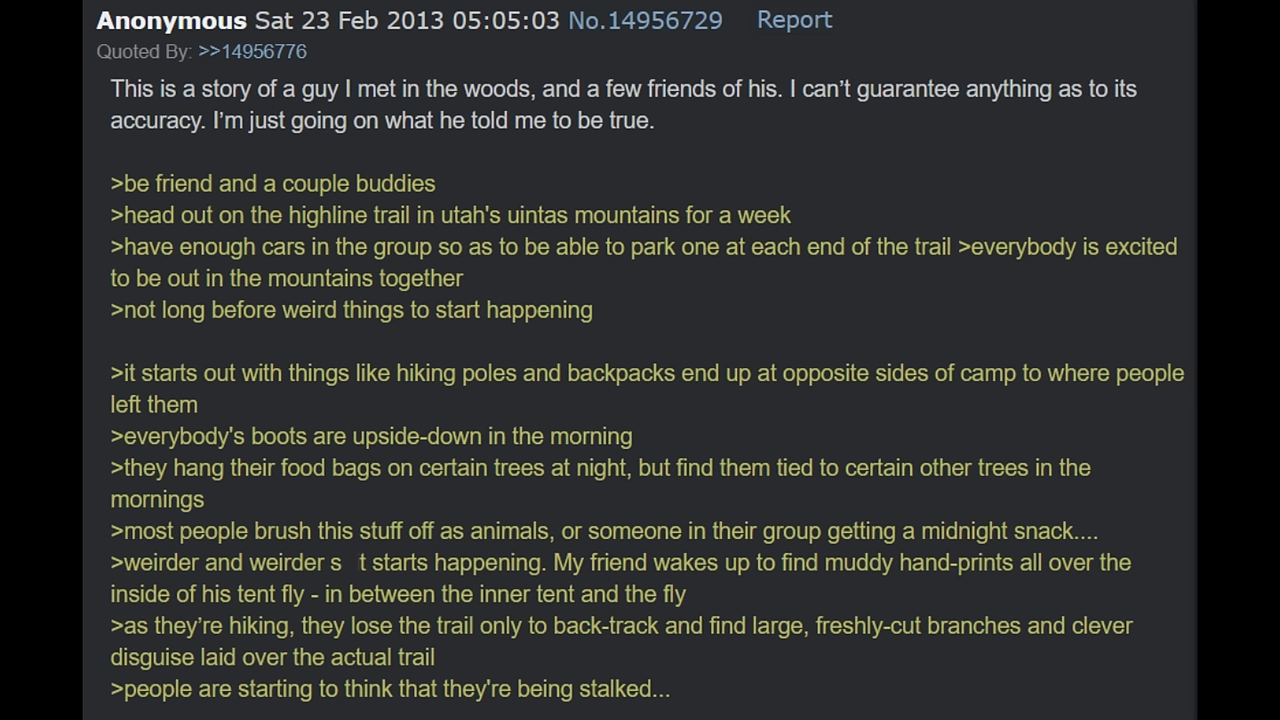 Anonymous Sat 23 Feb 2013 05:05:03 No.14956729 Report
Quoted By: >>14956776
This is a story of a guy I met in the woods, and a few friends of his. I can’t guarantee anything as to its
accuracy. I’m just going on what he told me to be true.
>be friend and a couple buddies
>head out on the highline trail in utah's uintas mountains for a week
>have enough cars in the group so as to be able to park one at each end of the trail >everybody is excited
to be out in the mountains together
>not long before weird things to start happening
>it starts out with things like hiking poles and backpacks end up at opposite sides of camp to where people
left them
>everybody's boots are upside-down in the morning
>they hang their food bags on certain trees at night, but find them tied to certain other trees in the
mornings
>most people brush this stuff off as animals, or someone in their group getting a midnight snack....
>weirder and weirder s t starts happening. My friend wakes up to find muddy hand-prints all over the
inside of his tent fly - in between the inner tent and the fly
>as they’re hiking, they lose the trail only to back-track and find large, freshly-cut branches and clever
disguise laid over the actual trail
>people are starting to think that they're being stalked...